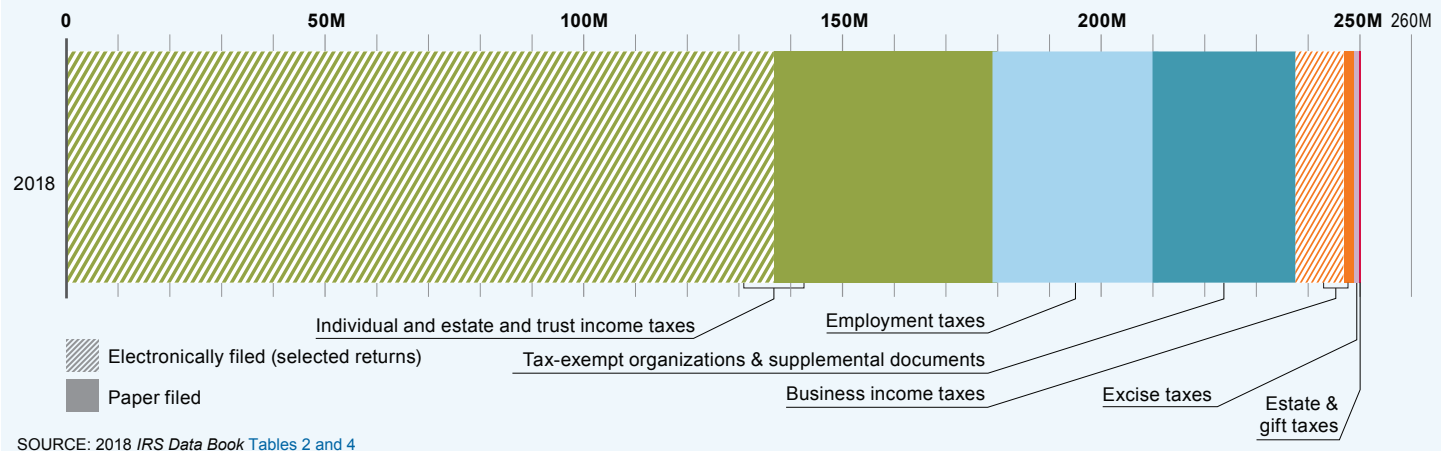 0 50M 100M 150M 200M 250M 260M
2018
Individual and estate and trust income taxes
Employment taxes
Tax-exempt organizations & supplemental documents
Business income taxes
Excise taxes
Estate &
gift taxes
Electronically filed (selected returns)
Paper filed
SOURCE: 2018 IRS Data Book Tables 2 and 4